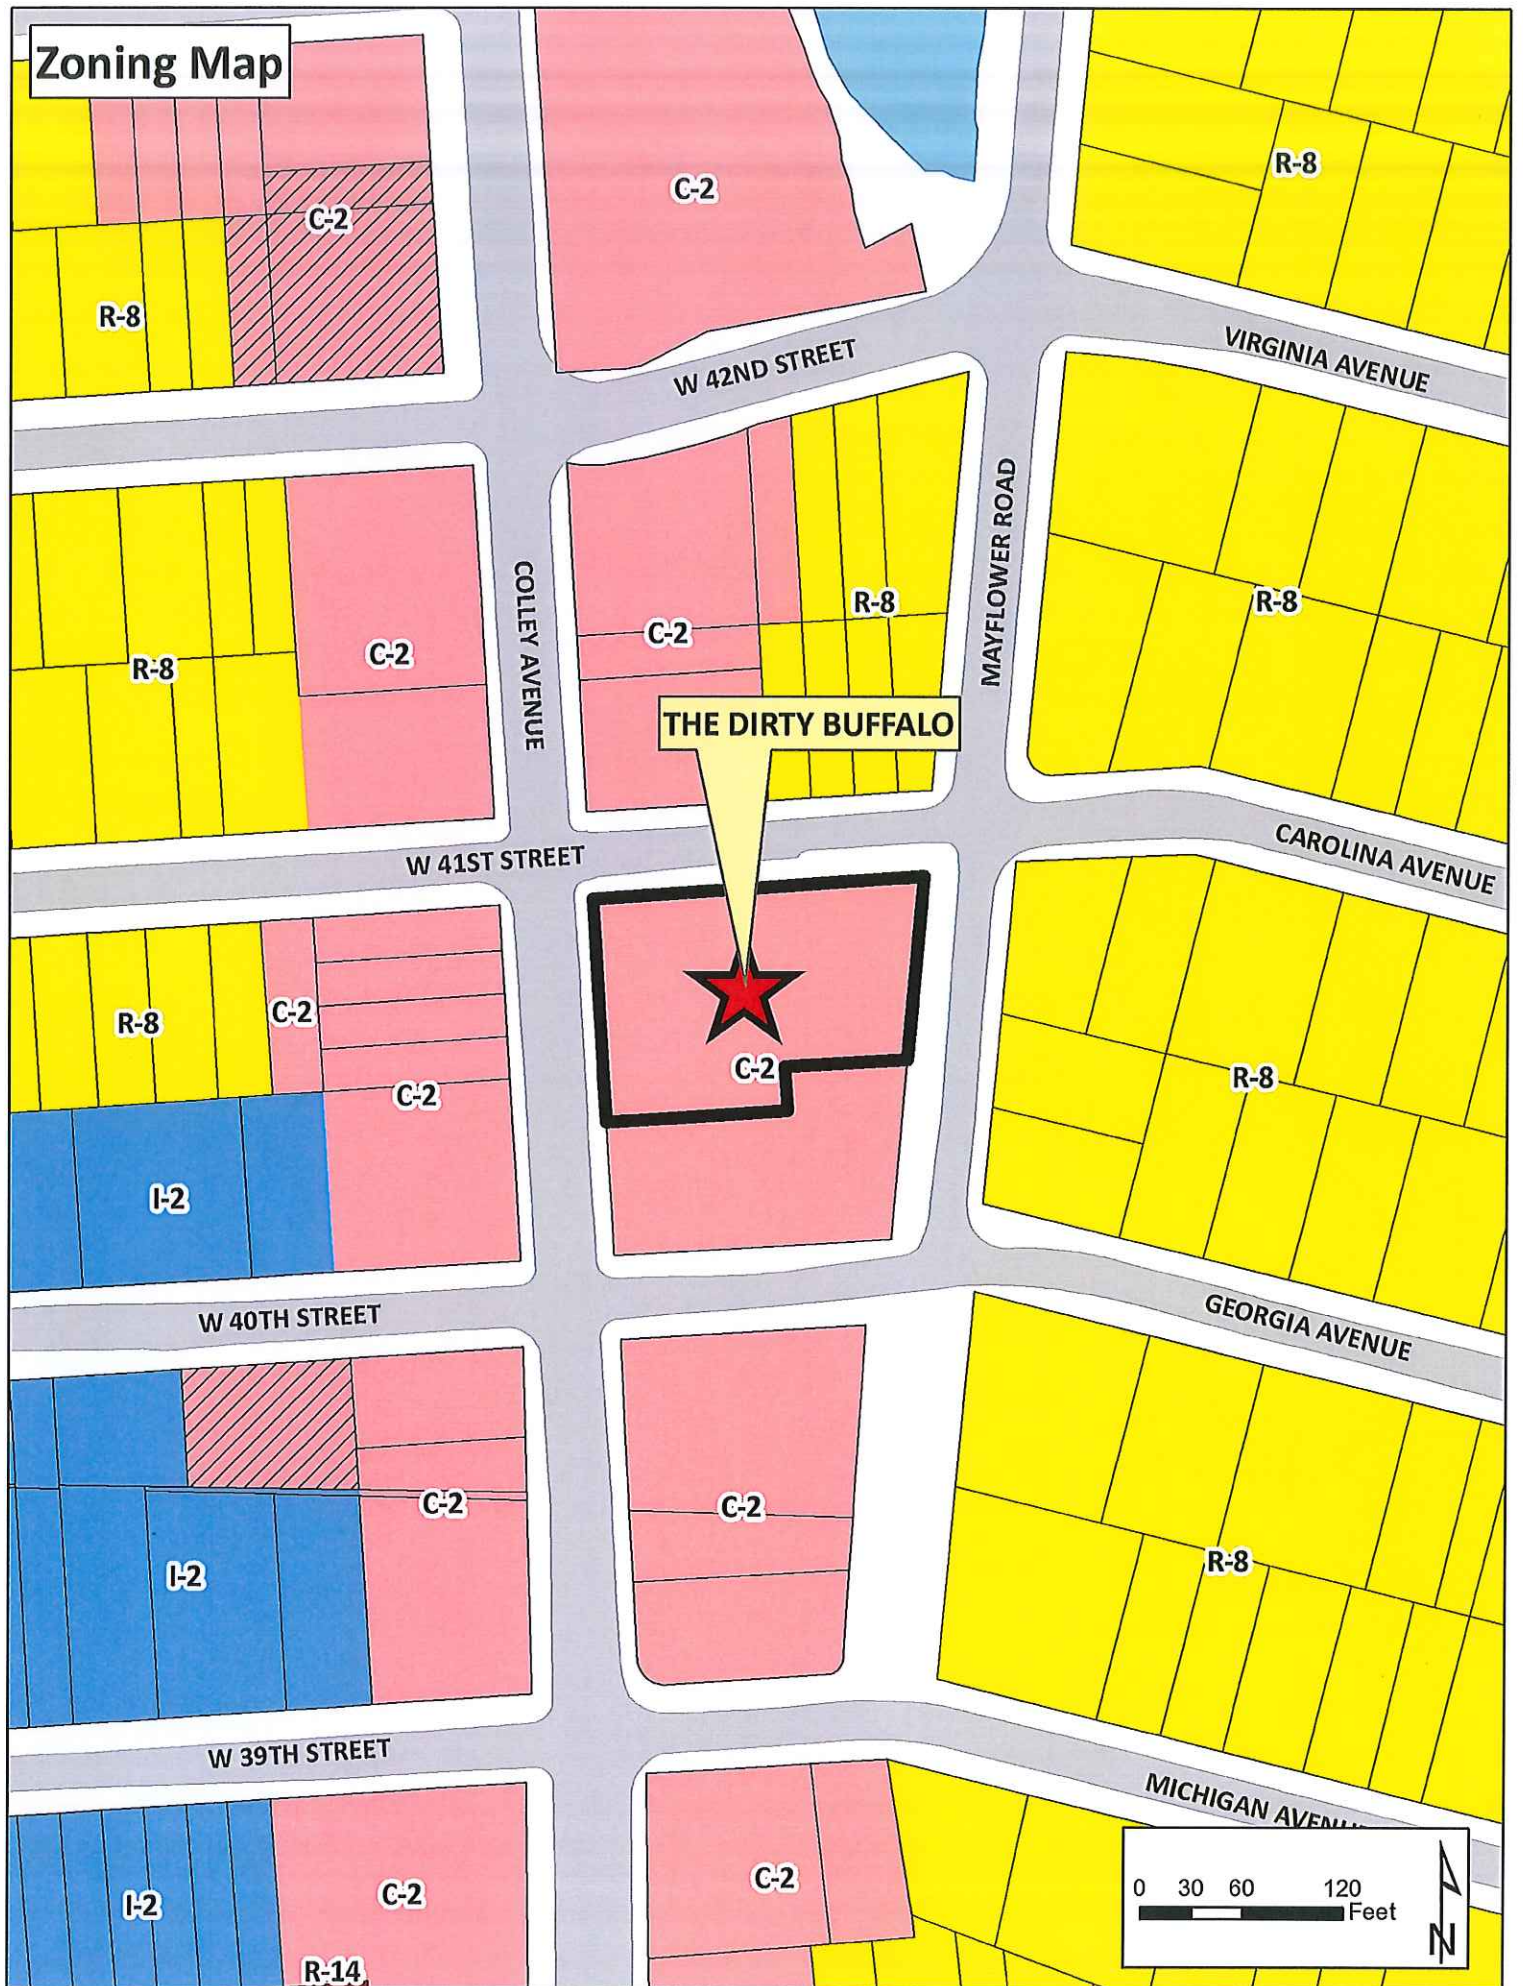 Zoning Map
C-2
R-8
C-2
R-8
W 42ND STREET
VIRGINIA AVENUE
COLLEY AVENUE
MAYFLOWER ROAD
R-8
R-8
C-2
C-2
R-8
THE DIRTY BUFFALO
W 41ST STREET
CAROLINA AVENUE
R-8
C-2
C-2
C-2
R-8
I-2
W 40TH STREET
GEORGIA AVENUE
C-2
C-2
I-2
R-8
W 39TH STREET
MICHIGAN AVENUE
C-2
C-2
I-2
0 30 60 120
Feet
N
R-14